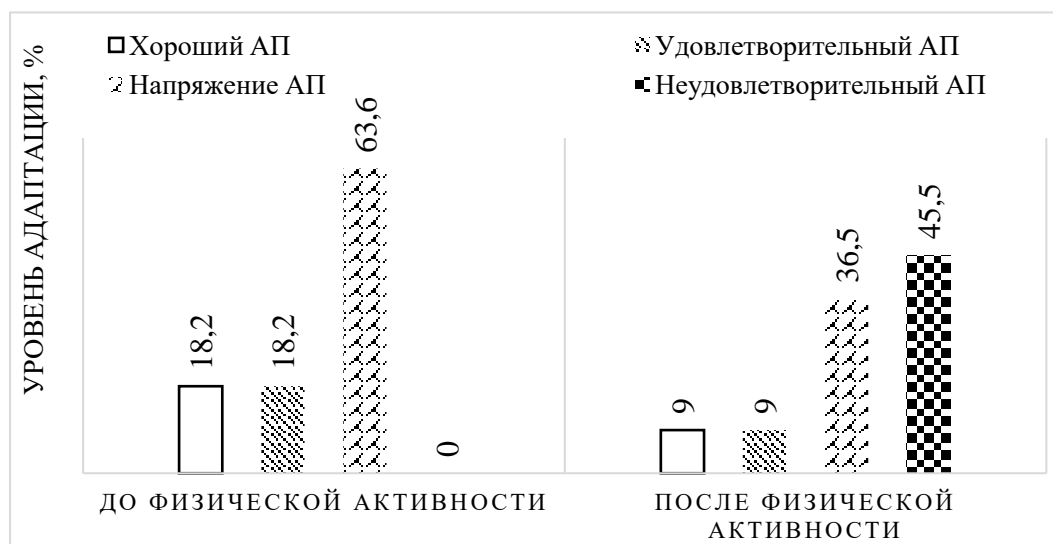 Хороший АП
Удовлетворительный АП
Напряжение АП
Неудовлетворительный АП
УРОВЕНЬ АДАПТАЦИИ, %
18,2
18,2
63,6
0
9
9
36,5
45,5
ДО ФИЗИЧЕСКОЙ АКТИВНОСТИ
ПОСЛЕ ФИЗИЧЕСКОЙ
АКТИВНОСТИ